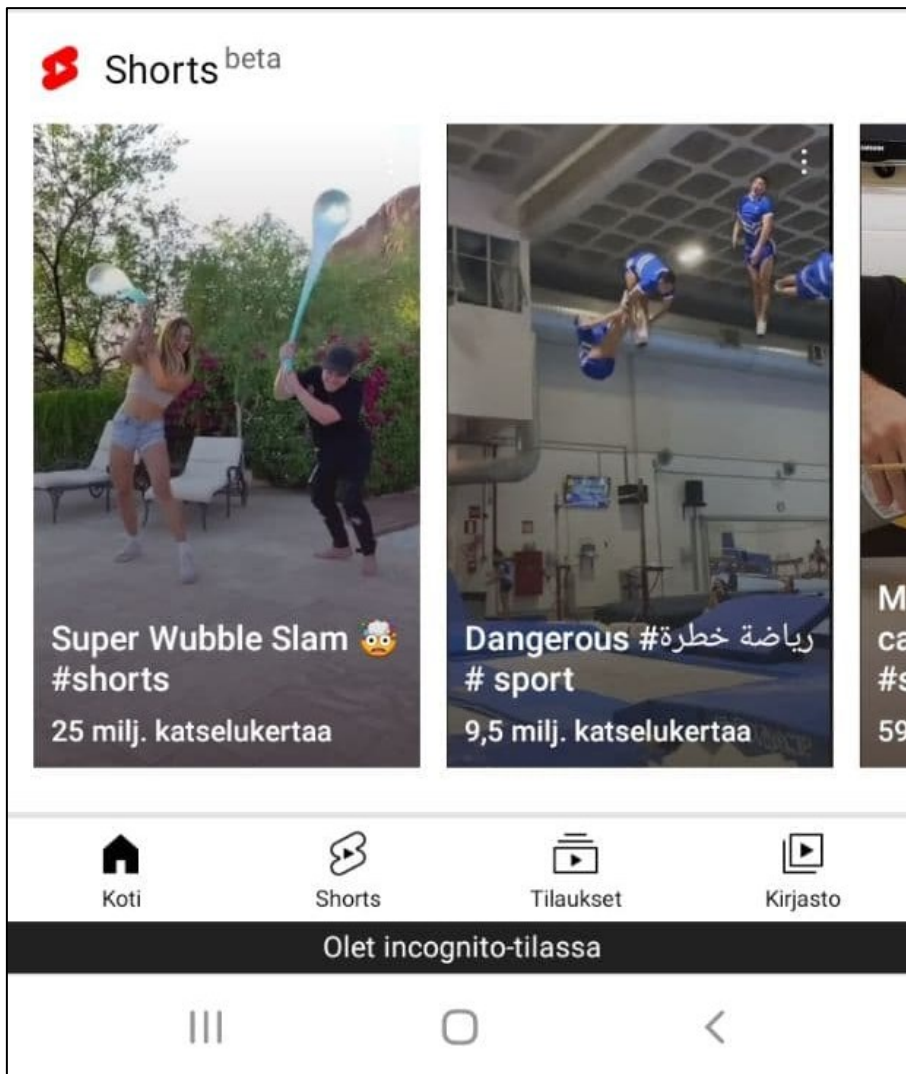 Shorts beta
Super Wubble Slam 🤯
#shorts
25 milj. katselukertaa
Dangerous #رياضة خطرة
# sport
9,5 milj. katselukertaa
59
Koti
Shorts
Tilaukset
Kirjasto
Olet incognito-tilassa